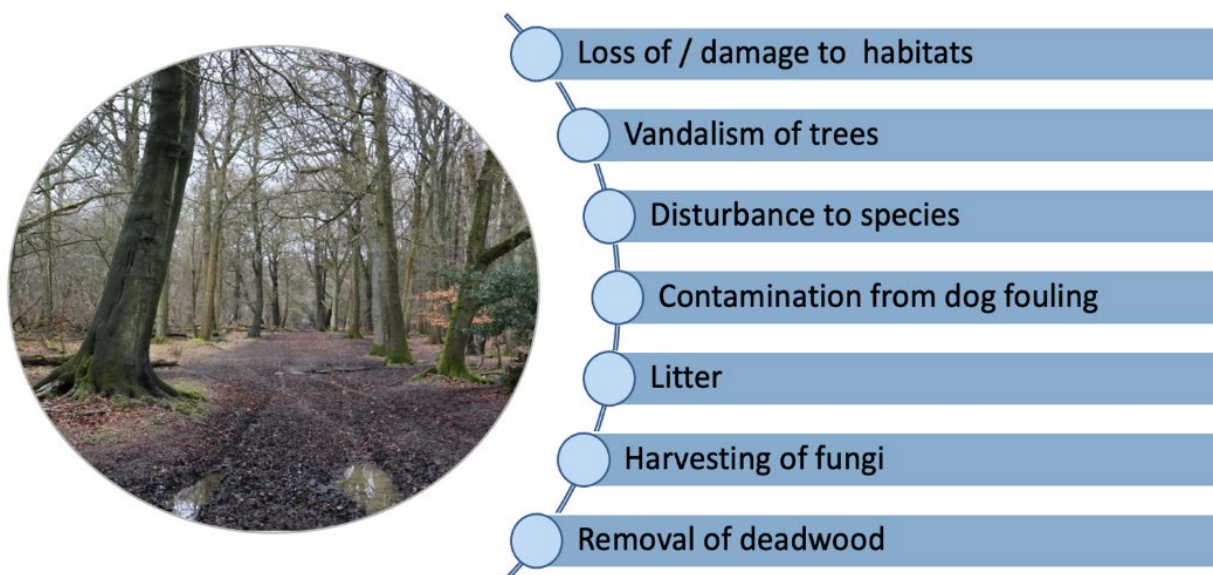 Loss of / damage to  habitats
Vandalism of trees
Disturbance to species
Contamination from dog fouling
Litter
Harvesting of fungi
Removal of deadwood